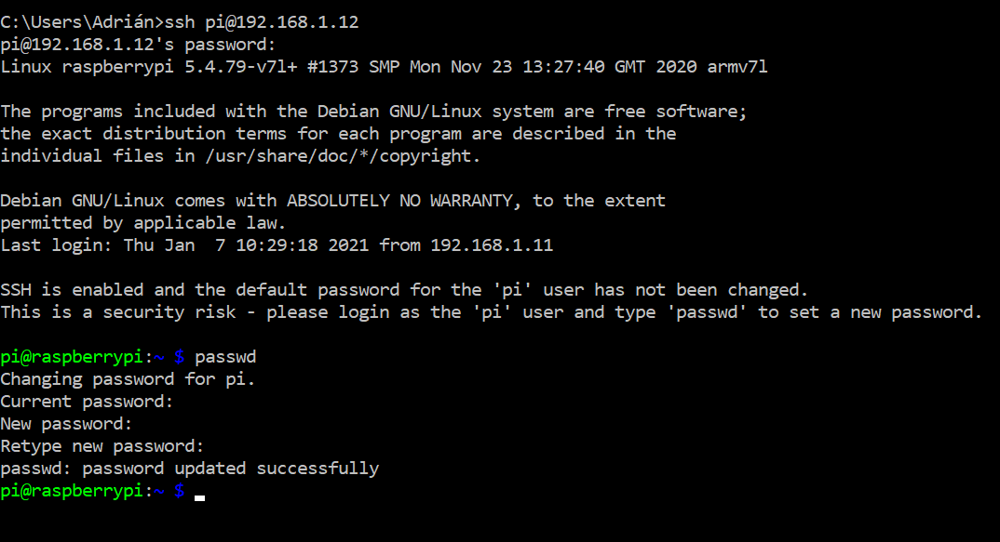 C:\Users\Adrián>ssh pi@192.168.1.12
pi@192.168.1.12's password:
Linux raspberrypi 5.4.79-v7l+ #1373 SMP Mon Nov 23 13:27:40 GMT 2020 armv7l
The programs included with the Debian GNU/Linux system are free software;
the exact distribution terms for each program are described in the
individual files in /usr/share/doc/*/copyright.
Debian GNU/Linux comes with ABSOLUTELY NO WARRANTY, to the extent
permitted by applicable law.
Last login: Thu Jan  7 10:29:18 2021 from 192.168.1.11
SSH is enabled and the default password for the 'pi' user has not been changed.
This is a security risk - please login as the 'pi' user and type 'passwd' to set a new password.
pi@raspberrypi:~ $ passwd
Changing password for pi.
Current password:
New password:
Retype new password:
passwd: password updated successfully
pi@raspberrypi:~ $